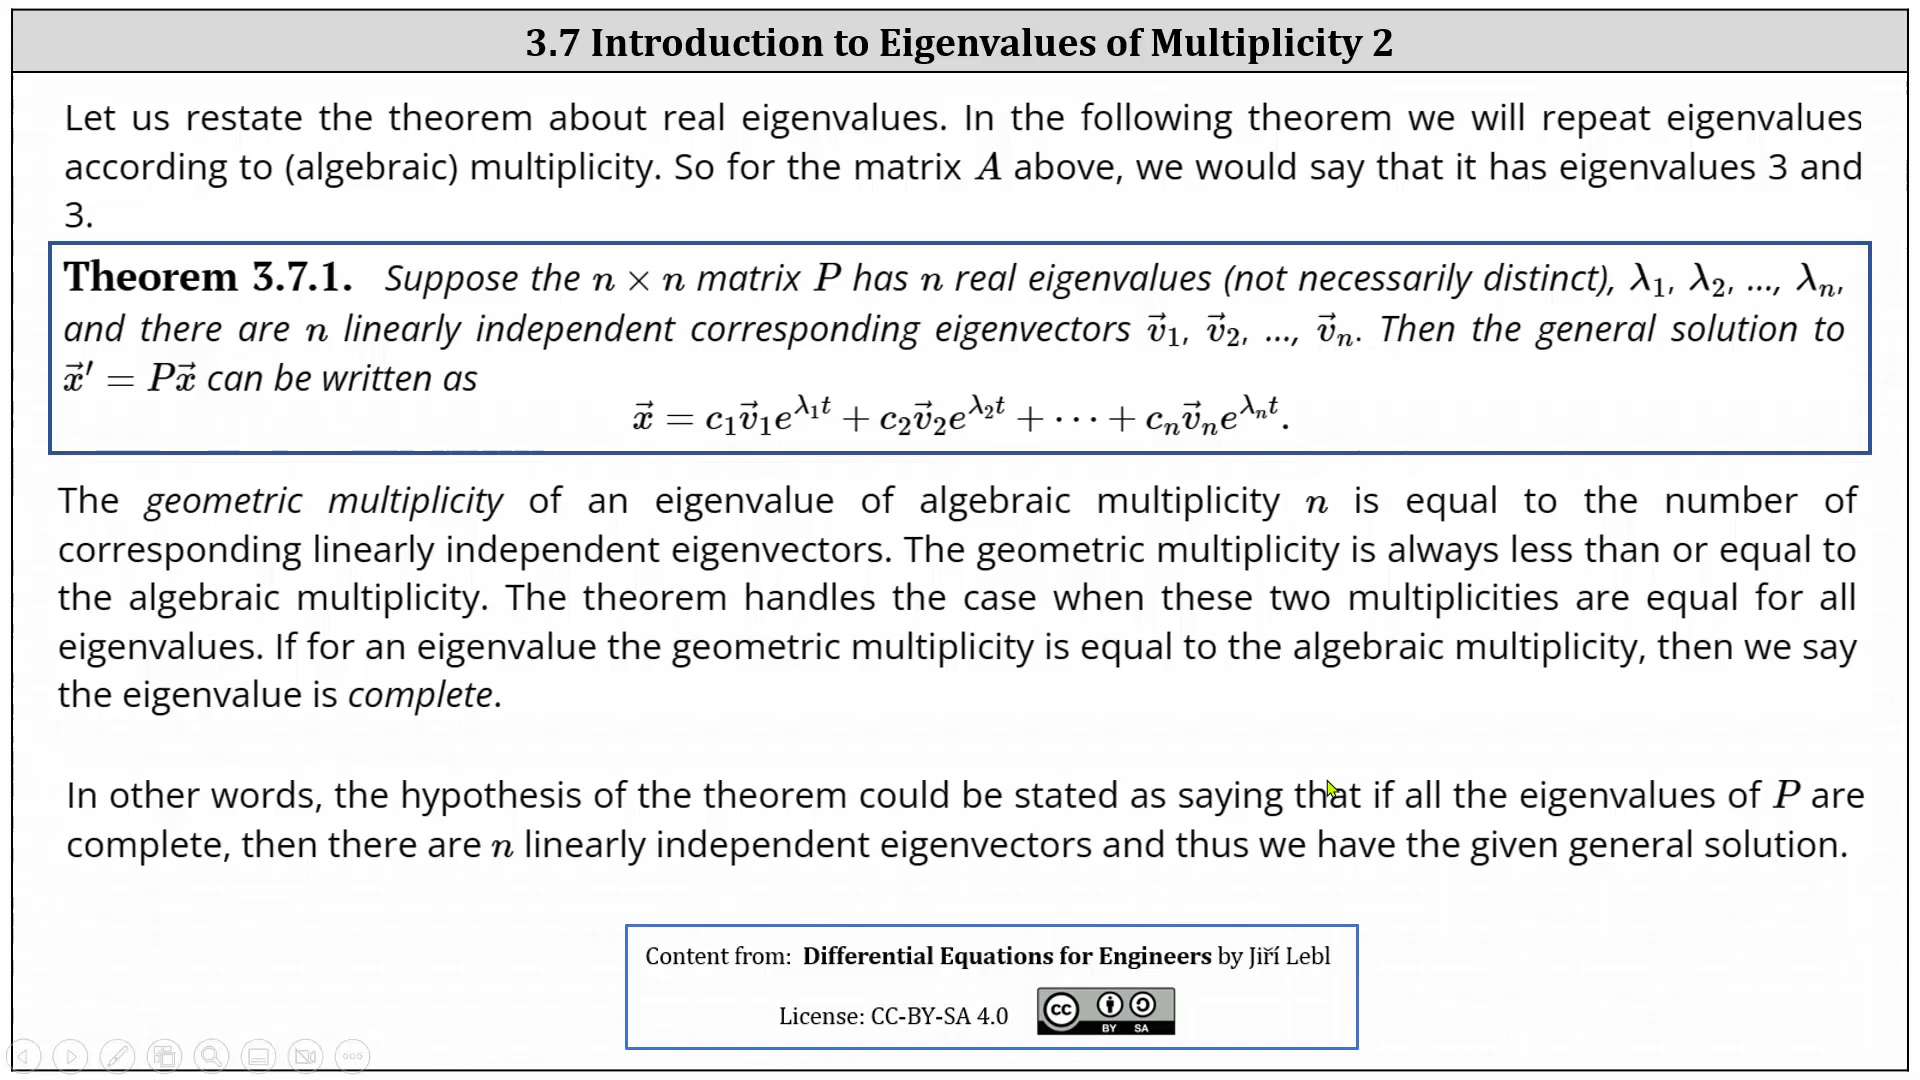 3.7 Introduction to Eigenvalues of Multiplicity 2
Let us restate the theorem about real eigenvalues. In the following theorem we will repeat eigenvalues
according to (algebraic) multiplicity. So for the matrix A above, we would say that it has eigenvalues 3 and
3.
Theorem 3.7.1. Suppose the n × n matrix P has n real eigenvalues (not necessarily distinct), λ₁, λ₂, ..., λₙ,
and there are n linearly independent corresponding eigenvectors v⃗₁, v⃗₂, ..., v⃗ₙ. Then the general solution to
x⃗′ = Px⃗ can be written as
x⃗ = c₁v⃗₁e^{λ₁t} + c₂v⃗₂e^{λ₂t} + ⋯ + cₙv⃗ₙe^{λₙt}.
The geometric multiplicity of an eigenvalue of algebraic multiplicity n is equal to the number of
corresponding linearly independent eigenvectors. The geometric multiplicity is always less than or equal to
the algebraic multiplicity. The theorem handles the case when these two multiplicities are equal for all
eigenvalues. If for an eigenvalue the geometric multiplicity is equal to the algebraic multiplicity, then we say
the eigenvalue is complete.
In other words, the hypothesis of the theorem could be stated as saying that if all the eigenvalues of P are
complete, then there are n linearly independent eigenvectors and thus we have the given general solution.
Content from: Differential Equations for Engineers by Jiří Lebl
License: CC-BY-SA 4.0
cc
BY SA